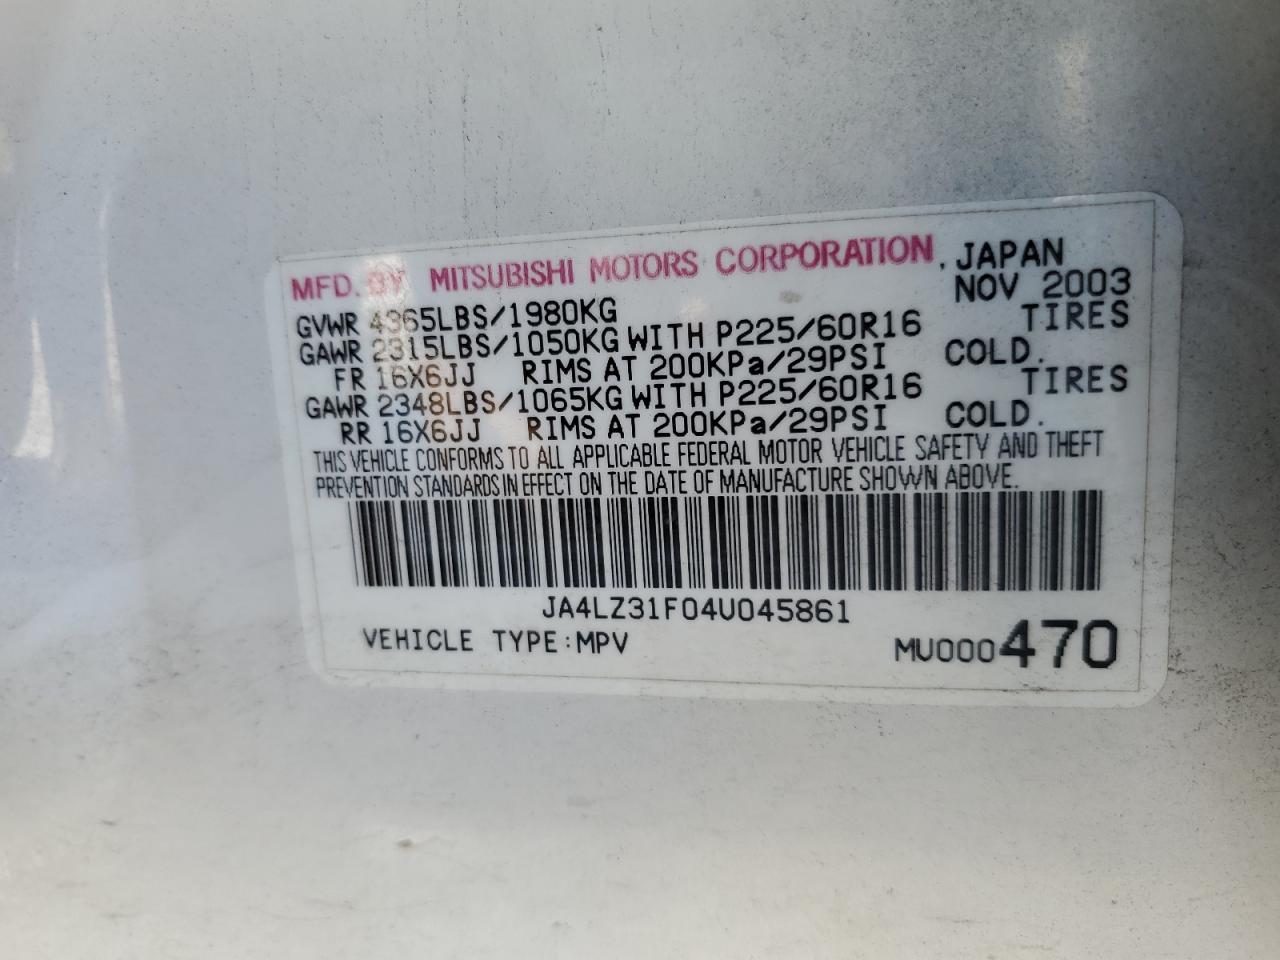 MFD. BY MITSUBISHI MOTORS CORPORATION, JAPAN
NOV 2003
GVWR 4365LBS/1980KG
GAWR 2315LBS/1050KG WITH P225/60R16 TIRES
FR 16X6JJ RIMS AT 200KPa/29PSI COLD.
GAWR 2348LBS/1065KG WITH P225/60R16 TIRES
RR 16X6JJ RIMS AT 200KPa/29PSI COLD.
THIS VEHICLE CONFORMS TO ALL APPLICABLE FEDERAL MOTOR VEHICLE SAFETY AND THEFT
PREVENTION STANDARDS IN EFFECT ON THE DATE OF MANUFACTURE SHOWN ABOVE.
JA4LZ31F04U045861
VEHICLE TYPE:MPV MU000470